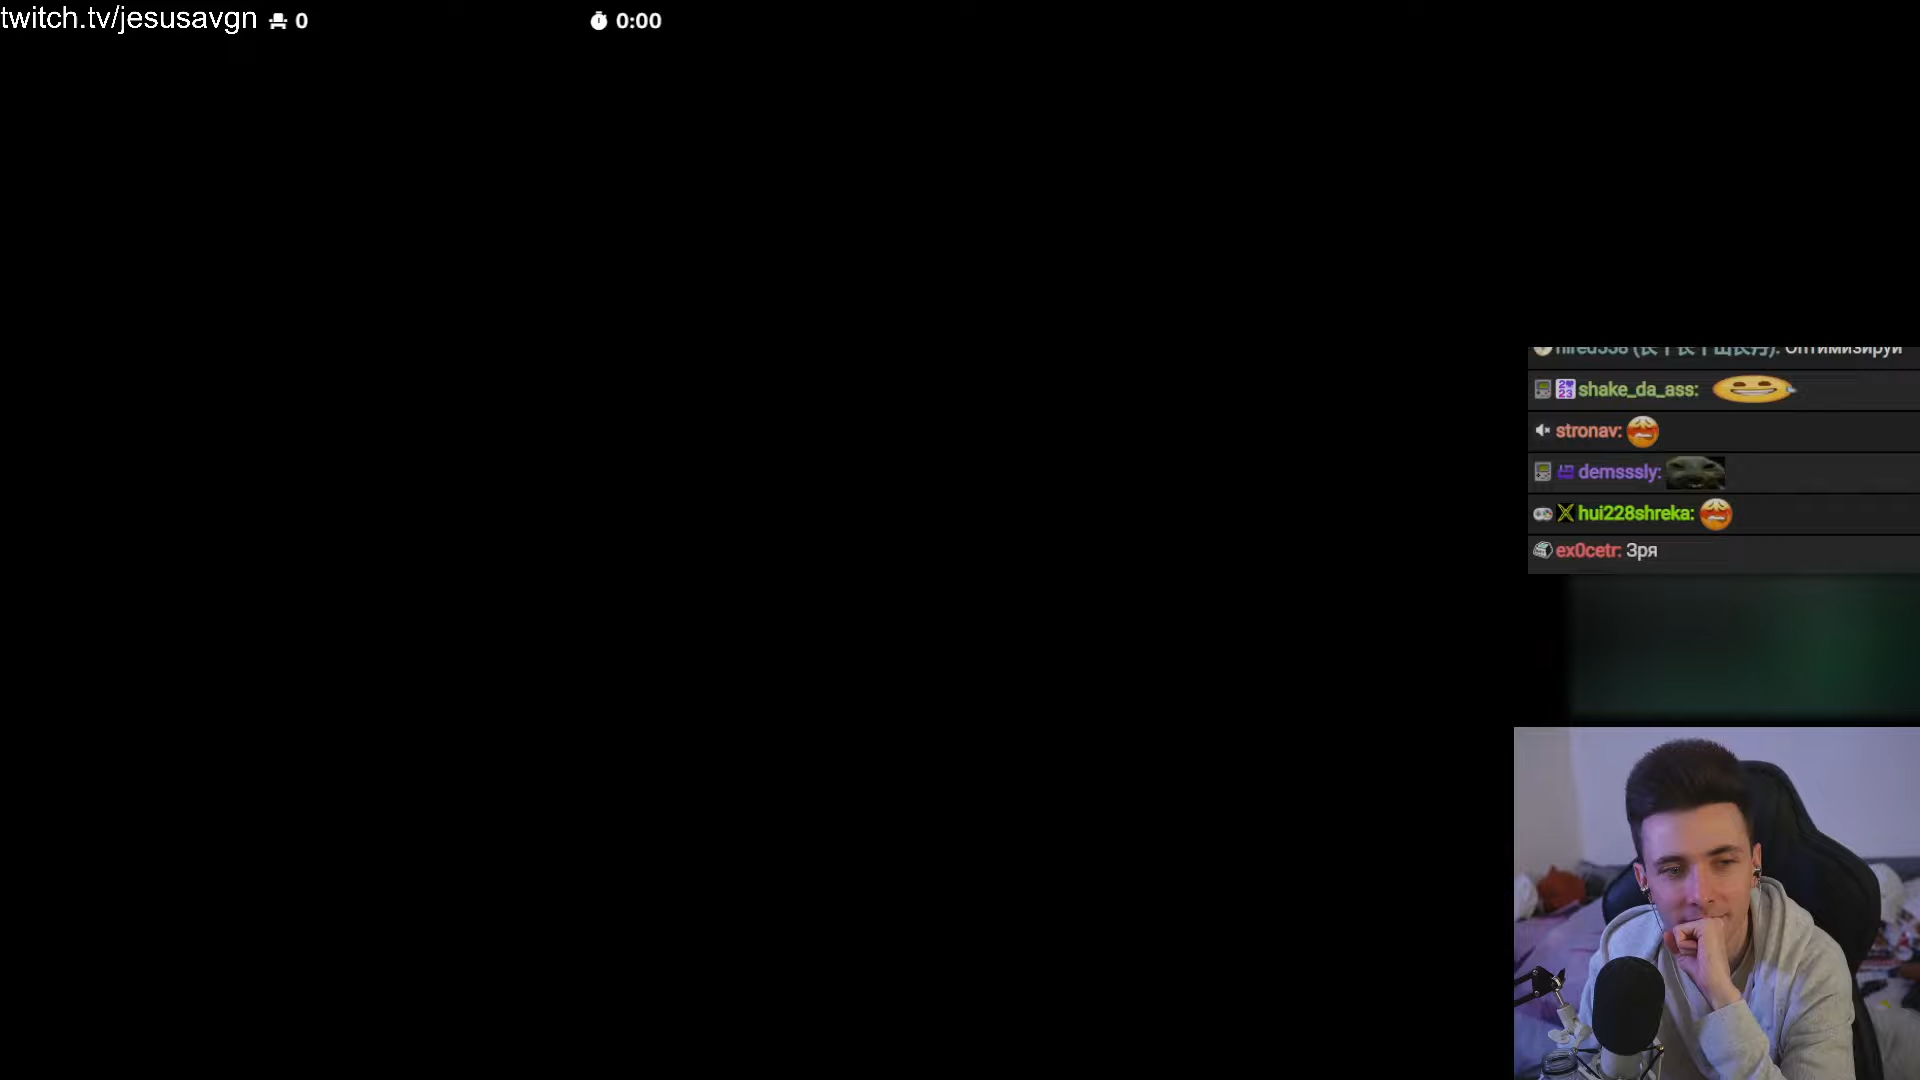 twitch.tv/jesusavgn 0 0:00
Оптимизируй
shake_da_ass:
stronav:
demsssly:
hui228shreka:
ex0cetr: Зря